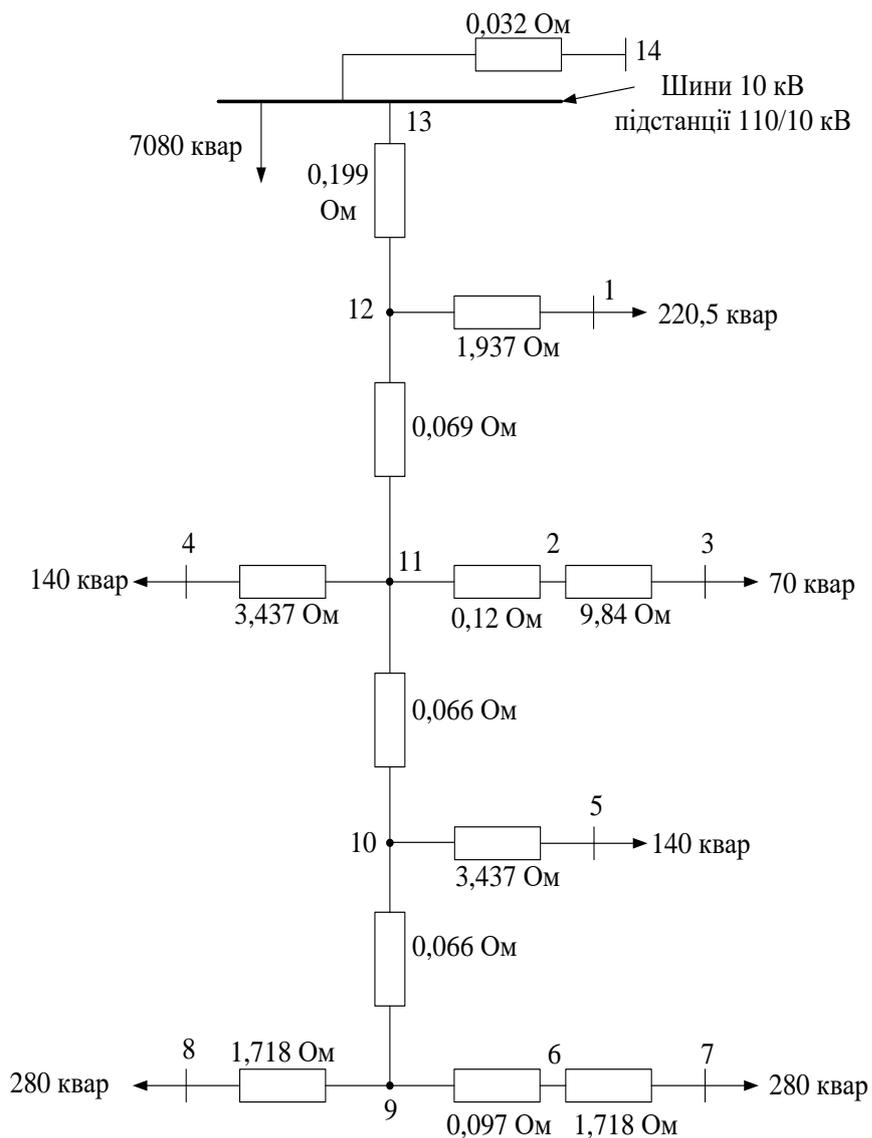 0,032 Ом
14
Шини 10 кВ
підстанції 110/10 кВ
13
7080 квар
0,199
Ом
1
12
220,5 квар
1,937 Ом
0,069 Ом
4
11
2
3
140 квар
70 квар
3,437 Ом
0,12 Ом
9,84 Ом
0,066 Ом
5
10
140 квар
3,437 Ом
0,066 Ом
8
1,718 Ом
6
7
280 квар
280 квар
9
0,097 Ом
1,718 Ом